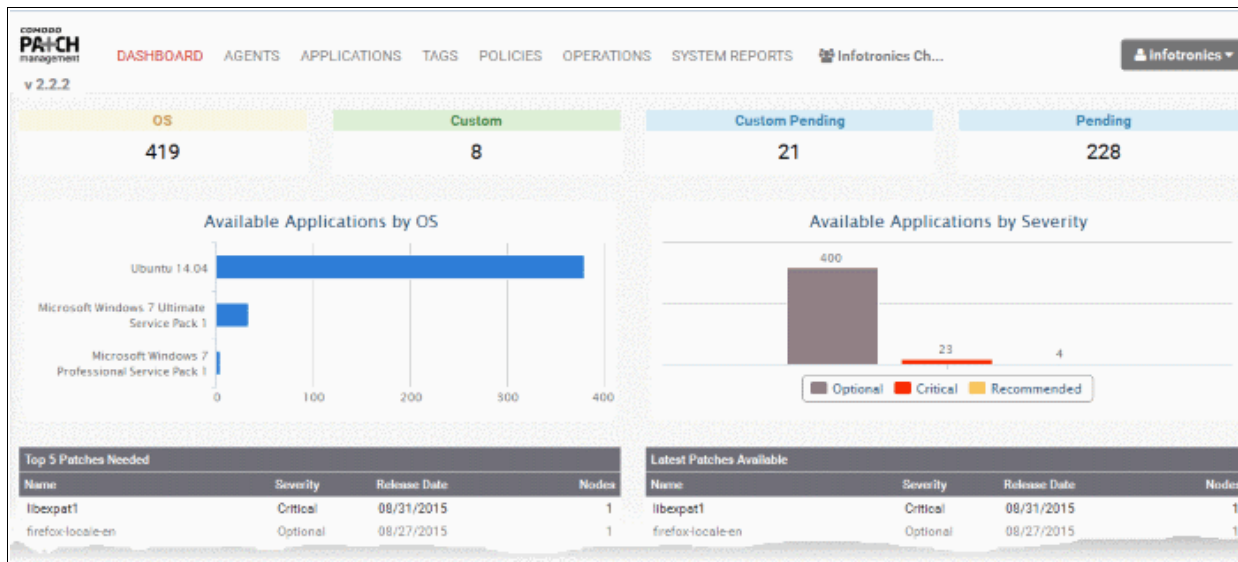 COMODO
PATCH
management
v 2.2.2
DASHBOARD AGENTS APPLICATIONS TAGS POLICIES OPERATIONS SYSTEM REPORTS Infotronics Ch... infotronics
OS Custom Custom Pending Pending
419 8 21 228
Available Applications by OS
Ubuntu 14.04
Microsoft Windows 7 Ultimate
Service Pack 1
Microsoft Windows 7
Professional Service Pack 1
0 100 200 300 400
Available Applications by Severity
400
23
4
Optional Critical Recommended
Top 5 Patches Needed
Name Severity Release Date Nodes
libexpat1 Critical 08/31/2015 1
firefox-locale-en Optional 08/27/2015 1
Latest Patches Available
Name Severity Release Date Nodes
libexpat1 Critical 08/31/2015 1
firefox-locale-en Optional 08/27/2015 1